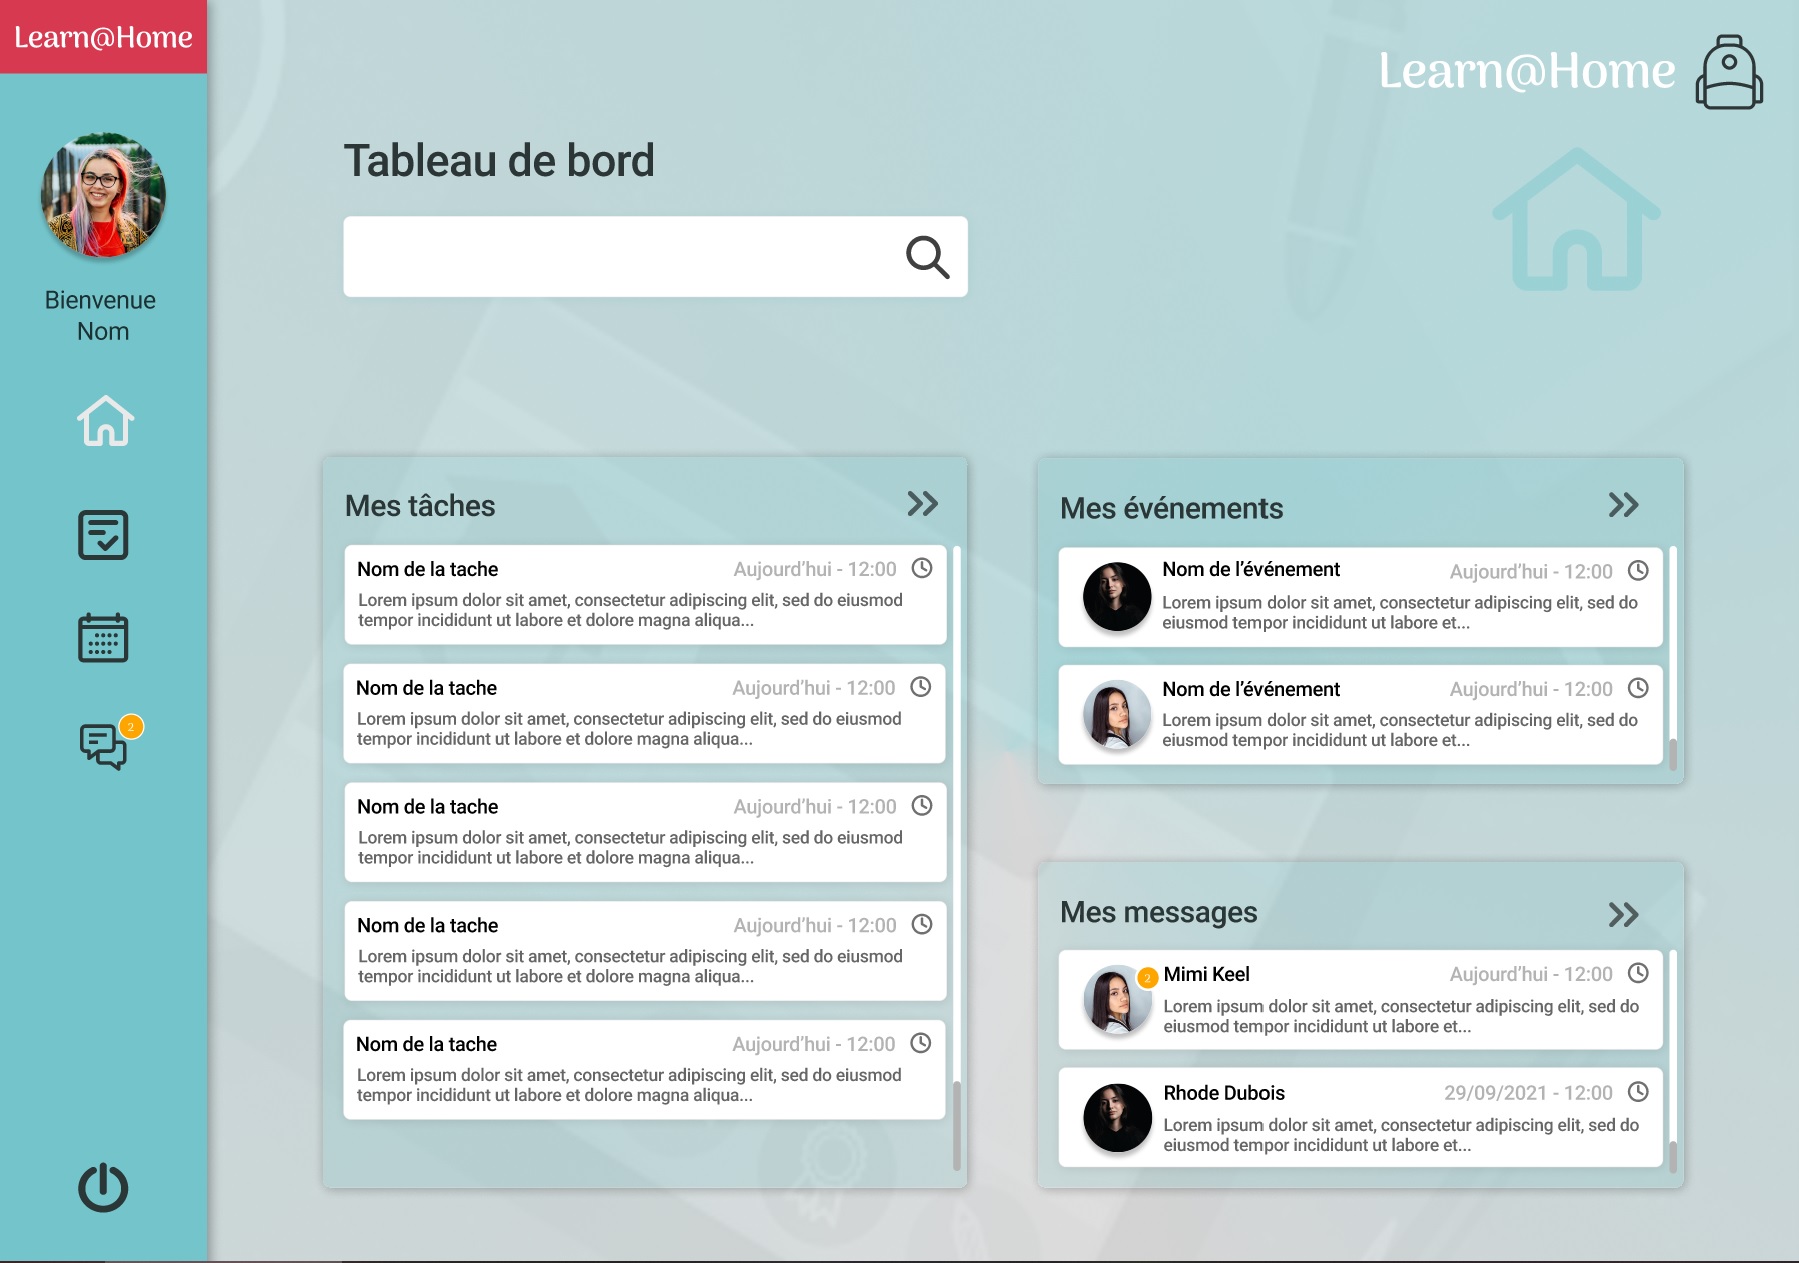 Learn@Home
Learn@Home
Tableau de bord
Bienvenue
Nom
2
Mes tâches
Nom de la tache
Aujourd'hui - 12:00
Lorem ipsum dolor sit amet, consectetur adipiscing elit, sed do eiusmod
tempor incididunt ut labore et dolore magna aliqua...
Nom de la tache
Aujourd'hui - 12:00
Lorem ipsum dolor sit amet, consectetur adipiscing elit, sed do eiusmod
tempor incididunt ut labore et dolore magna aliqua...
Nom de la tache
Aujourd'hui - 12:00
Lorem ipsum dolor sit amet, consectetur adipiscing elit, sed do eiusmod
tempor incididunt ut labore et dolore magna aliqua...
Nom de la tache
Aujourd'hui - 12:00
Lorem ipsum dolor sit amet, consectetur adipiscing elit, sed do eiusmod
tempor incididunt ut labore et dolore magna aliqua...
Nom de la tache
Aujourd'hui - 12:00
Lorem ipsum dolor sit amet, consectetur adipiscing elit, sed do eiusmod
tempor incididunt ut labore et dolore magna aliqua...
Mes événements
Nom de l'événement
Aujourd'hui - 12:00
Lorem ipsum dolor sit amet, consectetur adipiscing elit, sed do
eiusmod tempor incididunt ut labore et...
Nom de l'événement
Aujourd'hui - 12:00
Lorem ipsum dolor sit amet, consectetur adipiscing elit, sed do
eiusmod tempor incididunt ut labore et...
Mes messages
2
Mimi Keel
Aujourd'hui - 12:00
Lorem ipsum dolor sit amet, consectetur adipiscing elit, sed do
eiusmod tempor incididunt ut labore et...
Rhode Dubois
29/09/2021 - 12:00
Lorem ipsum dolor sit amet, consectetur adipiscing elit, sed do
eiusmod tempor incididunt ut labore et...